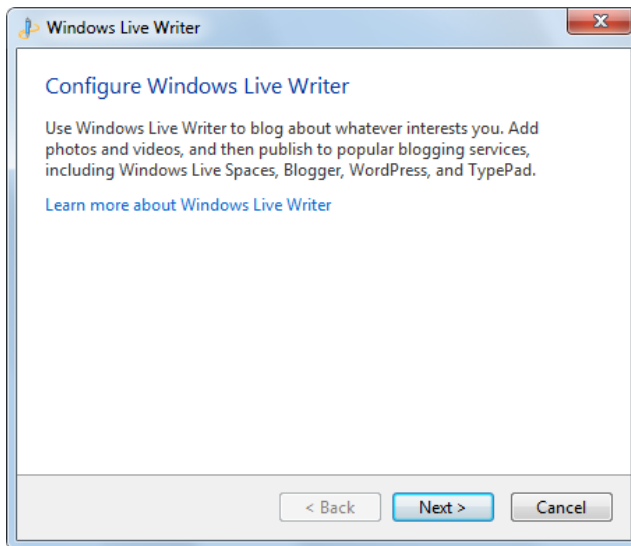 Windows Live Writer
Configure Windows Live Writer
Use Windows Live Writer to blog about whatever interests you. Add
photos and videos, and then publish to popular blogging services,
including Windows Live Spaces, Blogger, WordPress, and TypePad.
Learn more about Windows Live Writer
< Back Next > Cancel